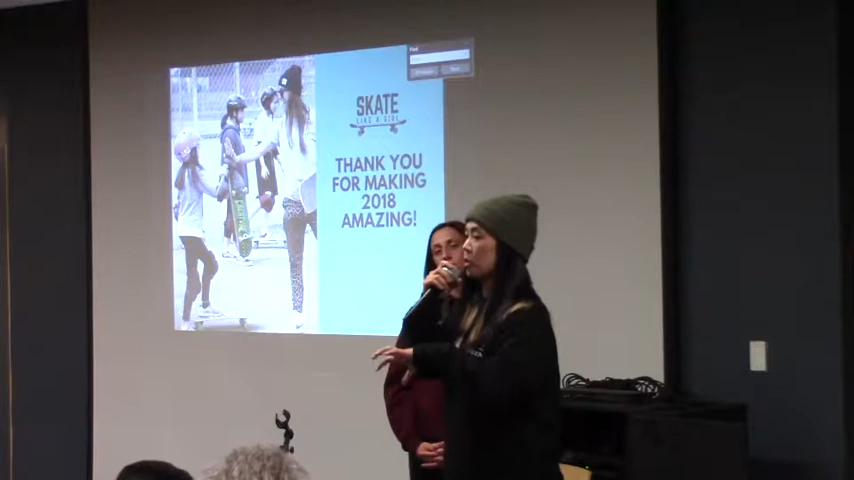 SKATE
LIKE A GIRL
THANK YOU
FOR MAKING
2018
AMAZING!